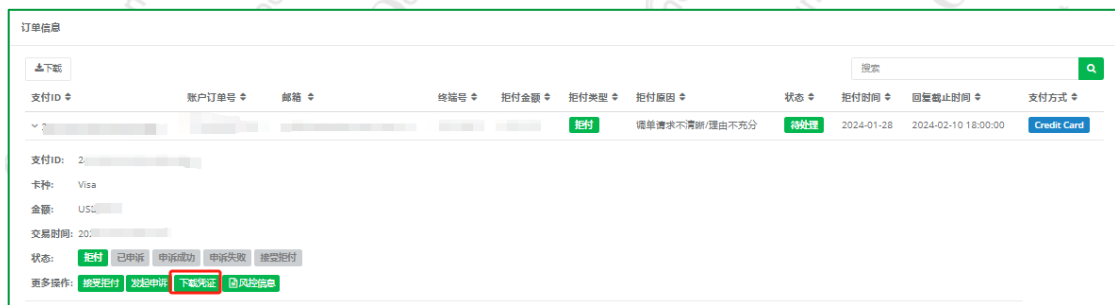 订单信息
下载 搜索
支付ID 账户订单号 邮箱 终端号 拒付金额 拒付类型 拒付原因 状态 拒付时间 回复截止时间 支付方式
拒付 调单请求不清晰/理由不充分 待处理 2024-01-28 2024-02-10 18:00:00 Credit Card
支付ID: 2
卡种: Visa
金额: US
交易时间: 20
状态: 拒付 已申诉 申诉成功 申诉失败 接受拒付
更多操作: 接受拒付 发起申诉 下载凭证 风险信息